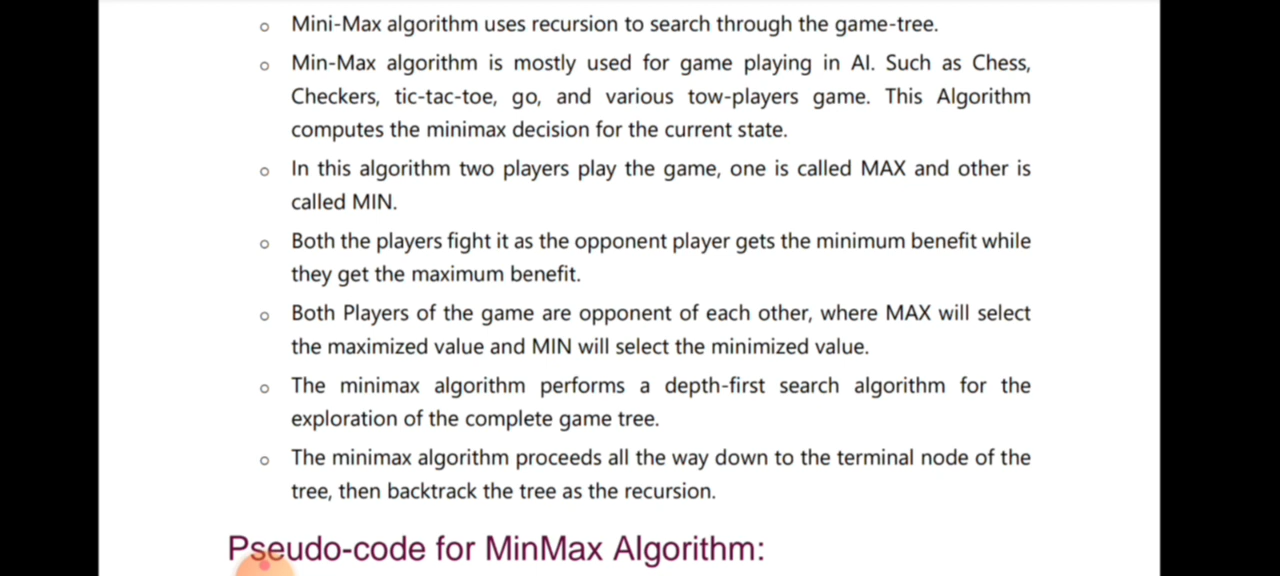 Mini-Max algorithm uses recursion to search through the game-tree.
Min-Max algorithm is mostly used for game playing in AI. Such as Chess,
Checkers, tic-tac-toe, go, and various tow-players game. This Algorithm
computes the minimax decision for the current state.
In this algorithm two players play the game, one is called MAX and other is
called MIN.
Both the players fight it as the opponent player gets the minimum benefit while
they get the maximum benefit.
Both Players of the game are opponent of each other, where MAX will select
the maximized value and MIN will select the minimized value.
The minimax algorithm performs a depth-first search algorithm for the
exploration of the complete game tree.
The minimax algorithm proceeds all the way down to the terminal node of the
tree, then backtrack the tree as the recursion.
Pseudo-code for MinMax Algorithm: